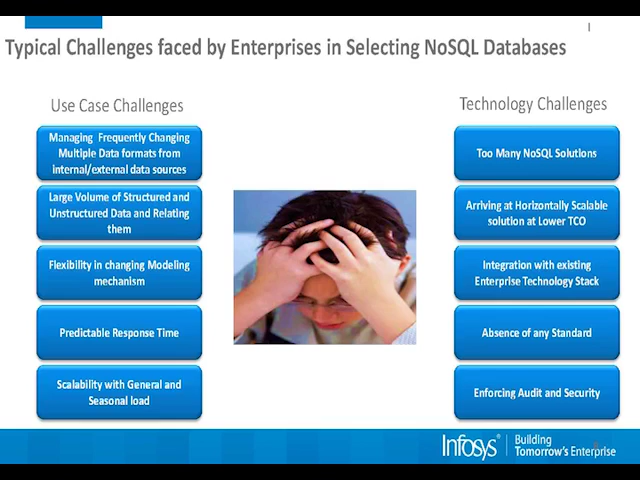 Typical Challenges faced by Enterprises in Selecting NoSQL Databases
Use Case Challenges
Managing Frequently Changing
Multiple Data formats from
internal/external data sources
Large Volume of Structured and
Unstructured Data and Relating
them
Flexibility in changing Modeling
mechanism
Predictable Response Time
Scalability with General and
Seasonal load
Technology Challenges
Too Many NoSQL Solutions
Arriving at Horizontally Scalable
solution at Lower TCO
Integration with existing
Enterprise Technology Stack
Absence of any Standard
Enforcing Audit and Security
Infosys®
Building
Tomorrow's Enterprise